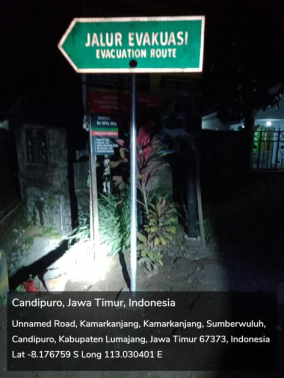 JALUR EVAKUASI
EVACUATION ROUTE
Candipuro, Jawa Timur, Indonesia
Unnamed Road, Kamarkanjang, Kamarkanjang, Sumberwuluh,
Candipuro, Kabupaten Lumajang, Jawa Timur 67373, Indonesia
Lat -8.176759 S Long 113.030401 E